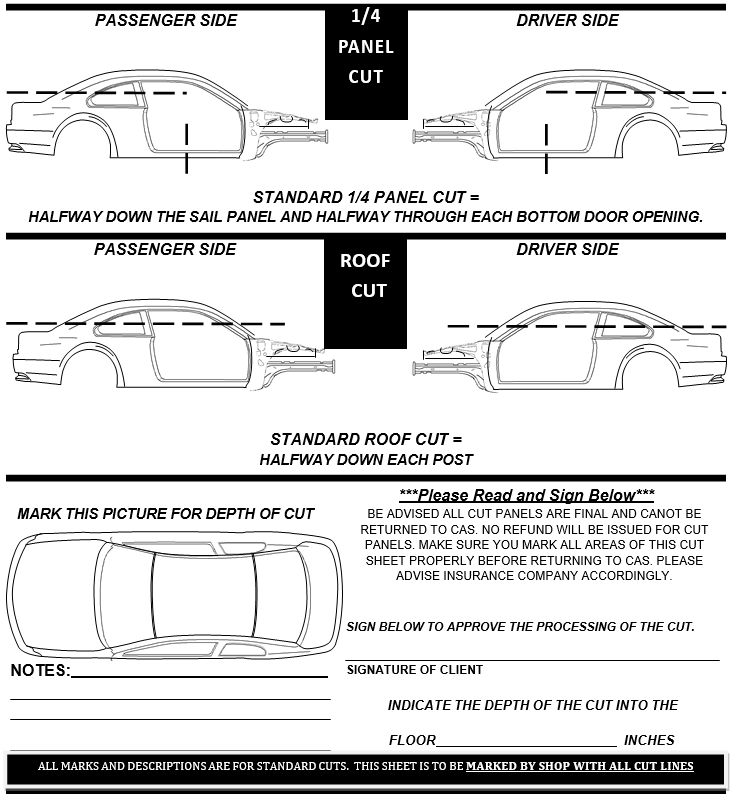 PASSENGER SIDE
1/4
PANEL
CUT
DRIVER SIDE
STANDARD 1/4 PANEL CUT =
HALFWAY DOWN THE SAIL PANEL AND HALFWAY THROUGH EACH BOTTOM DOOR OPENING.
PASSENGER SIDE
ROOF
CUT
DRIVER SIDE
STANDARD ROOF CUT =
HALFWAY DOWN EACH POST
MARK THIS PICTURE FOR DEPTH OF CUT
NOTES:
***Please Read and Sign Below***
BE ADVISED ALL CUT PANELS ARE FINAL AND CANOT BE
RETURNED TO CAS. NO REFUND WILL BE ISSUED FOR CUT
PANELS. MAKE SURE YOU MARK ALL AREAS OF THIS CUT
SHEET PROPERLY BEFORE RETURNING TO CAS. PLEASE
ADVISE INSURANCE COMPANY ACCORDINGLY.
SIGN BELOW TO APPROVE THE PROCESSING OF THE CUT.
SIGNATURE OF CLIENT
INDICATE THE DEPTH OF THE CUT INTO THE
FLOOR INCHES
ALL MARKS AND DESCRIPTIONS ARE FOR STANDARD CUTS. THIS SHEET IS TO BE MARKED BY SHOP WITH ALL CUT LINES